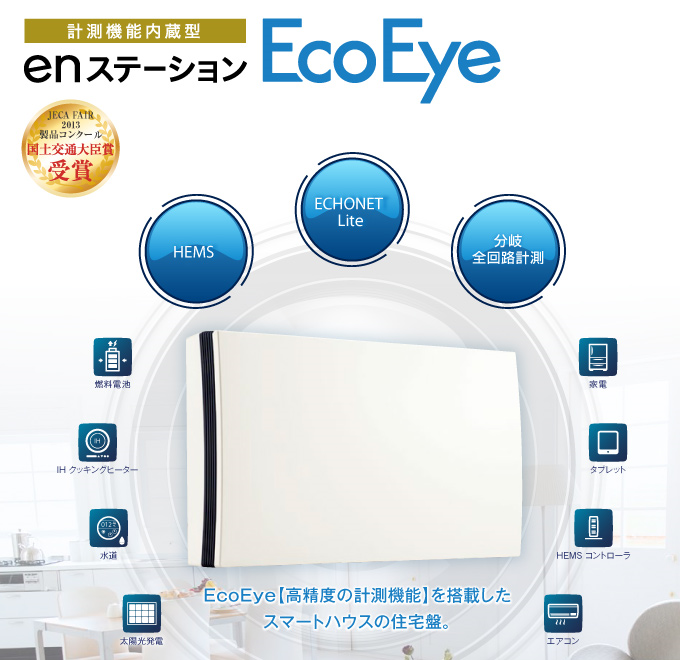 計測機能内蔵型
enステーション EcoEye
JECA FAIR
2013
製品コンクール
国土交通大臣賞
受賞
HEMS
ECHONET
Lite
分岐
全回路計測
燃料電池
家電
IH
IH クッキングヒーター
タブレット
012
水道
HEMS コントローラ
太陽光発電
エアコン
EcoEye【高精度の計測機能】を搭載した
スマートハウスの住宅盤。